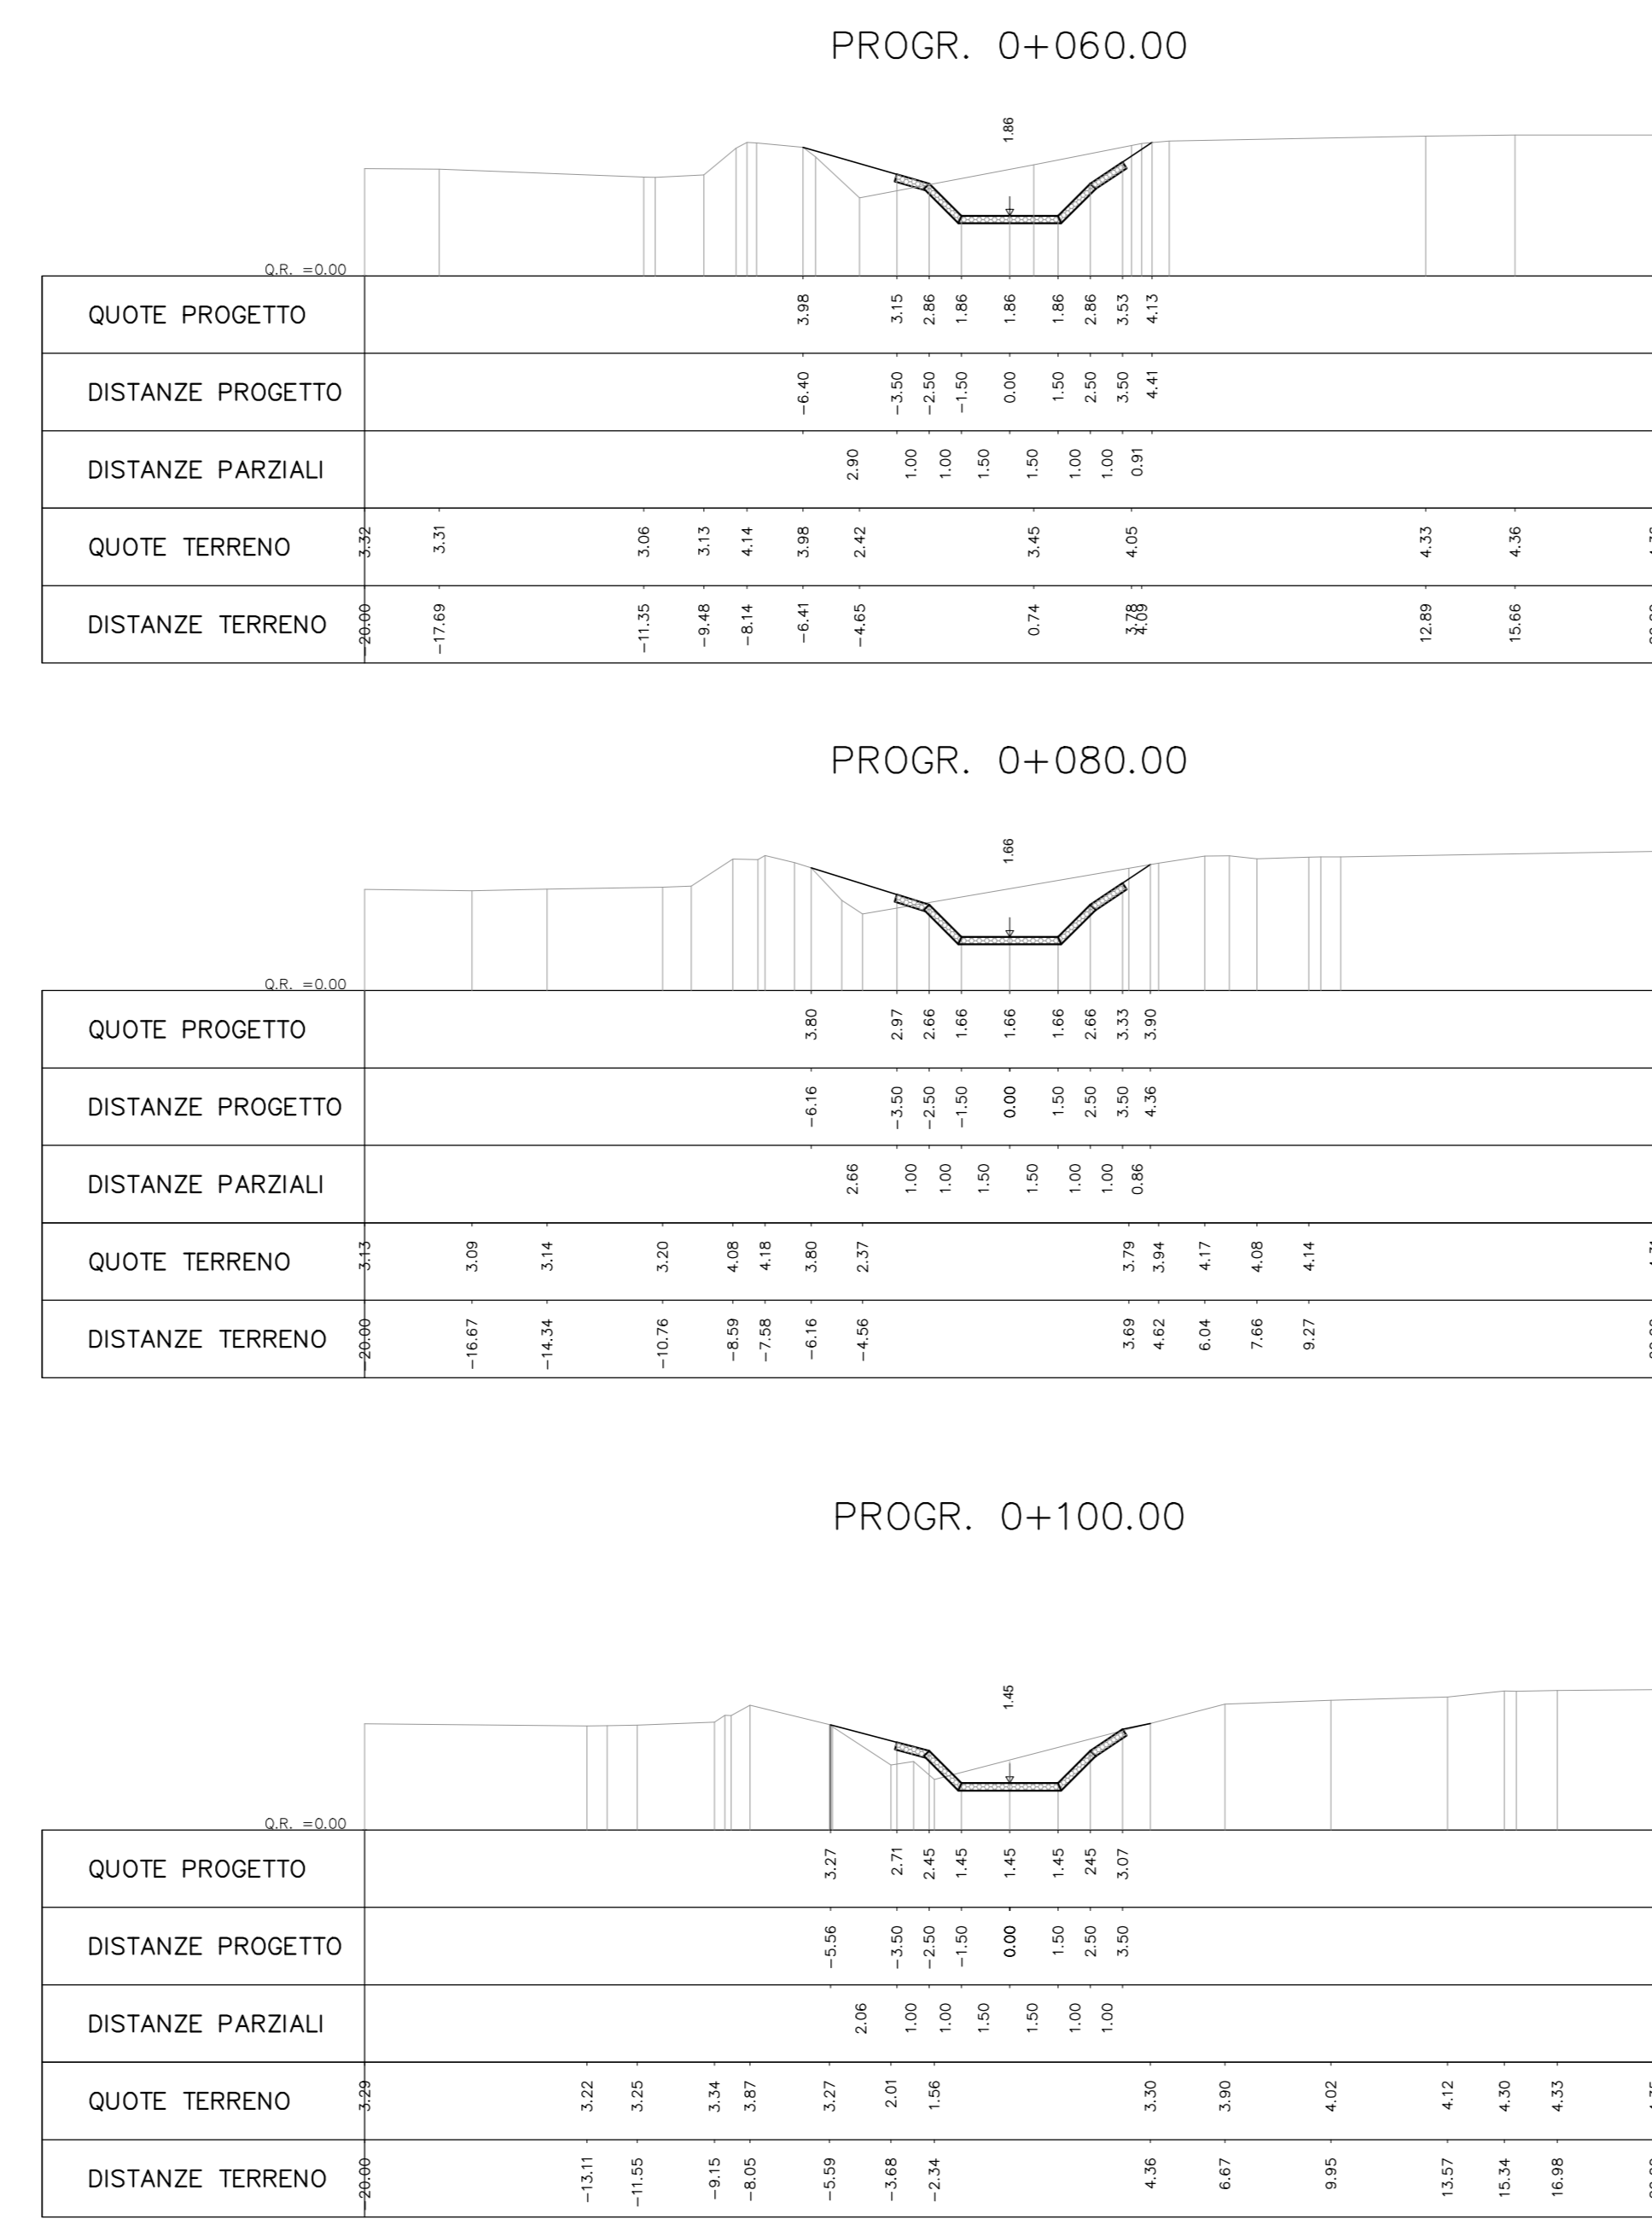 PROGR. 0+060.00
1.86
Q.R. =0.00
QUOTE PROGETTO 3.98 3.15 2.86 1.86 1.86 1.86 2.86 3.53 4.13
DISTANZE PROGETTO −6.40 −3.50 −2.50 −1.50 0.00 1.50 2.50 3.50 4.41
DISTANZE PARZIALI 2.90 1.00 1.00 1.50 1.50 1.00 1.00 0.91
QUOTE TERRENO 3.32 3.31 3.06 3.13 4.14 3.98 2.42 3.45 4.05 4.33 4.36
DISTANZE TERRENO −20.00 −17.69 −11.35 −9.48 −8.14 −6.41 −4.65 0.74 3.78 4.09 12.89 15.66
PROGR. 0+080.00
1.66
Q.R. =0.00
QUOTE PROGETTO 3.80 2.97 2.66 1.66 1.66 1.66 2.66 3.33 3.90
DISTANZE PROGETTO −6.16 −3.50 −2.50 −1.50 0.00 1.50 2.50 3.50 4.36
DISTANZE PARZIALI 2.66 1.00 1.00 1.50 1.50 1.00 1.00 0.86
QUOTE TERRENO 3.13 3.09 3.14 3.20 4.08 4.18 3.80 2.37 3.79 3.94 4.17 4.08 4.14
DISTANZE TERRENO −20.00 −16.67 −14.34 −10.76 −8.59 −7.58 −6.16 −4.56 3.69 4.62 6.04 7.66 9.27
PROGR. 0+100.00
1.45
Q.R. =0.00
QUOTE PROGETTO 3.27 2.71 2.45 1.45 1.45 1.45 245 3.07
DISTANZE PROGETTO −5.56 −3.50 −2.50 −1.50 0.00 1.50 2.50 3.50
DISTANZE PARZIALI 2.06 1.00 1.00 1.50 1.50 1.00 1.00
QUOTE TERRENO 3.29 3.22 3.25 3.34 3.87 3.27 2.01 1.56 3.30 3.90 4.02 4.12 4.30 4.33
DISTANZE TERRENO −20.00 −13.11 −11.55 −9.15 −8.05 −5.59 −3.68 −2.34 4.36 6.67 9.95 13.57 15.34 16.98